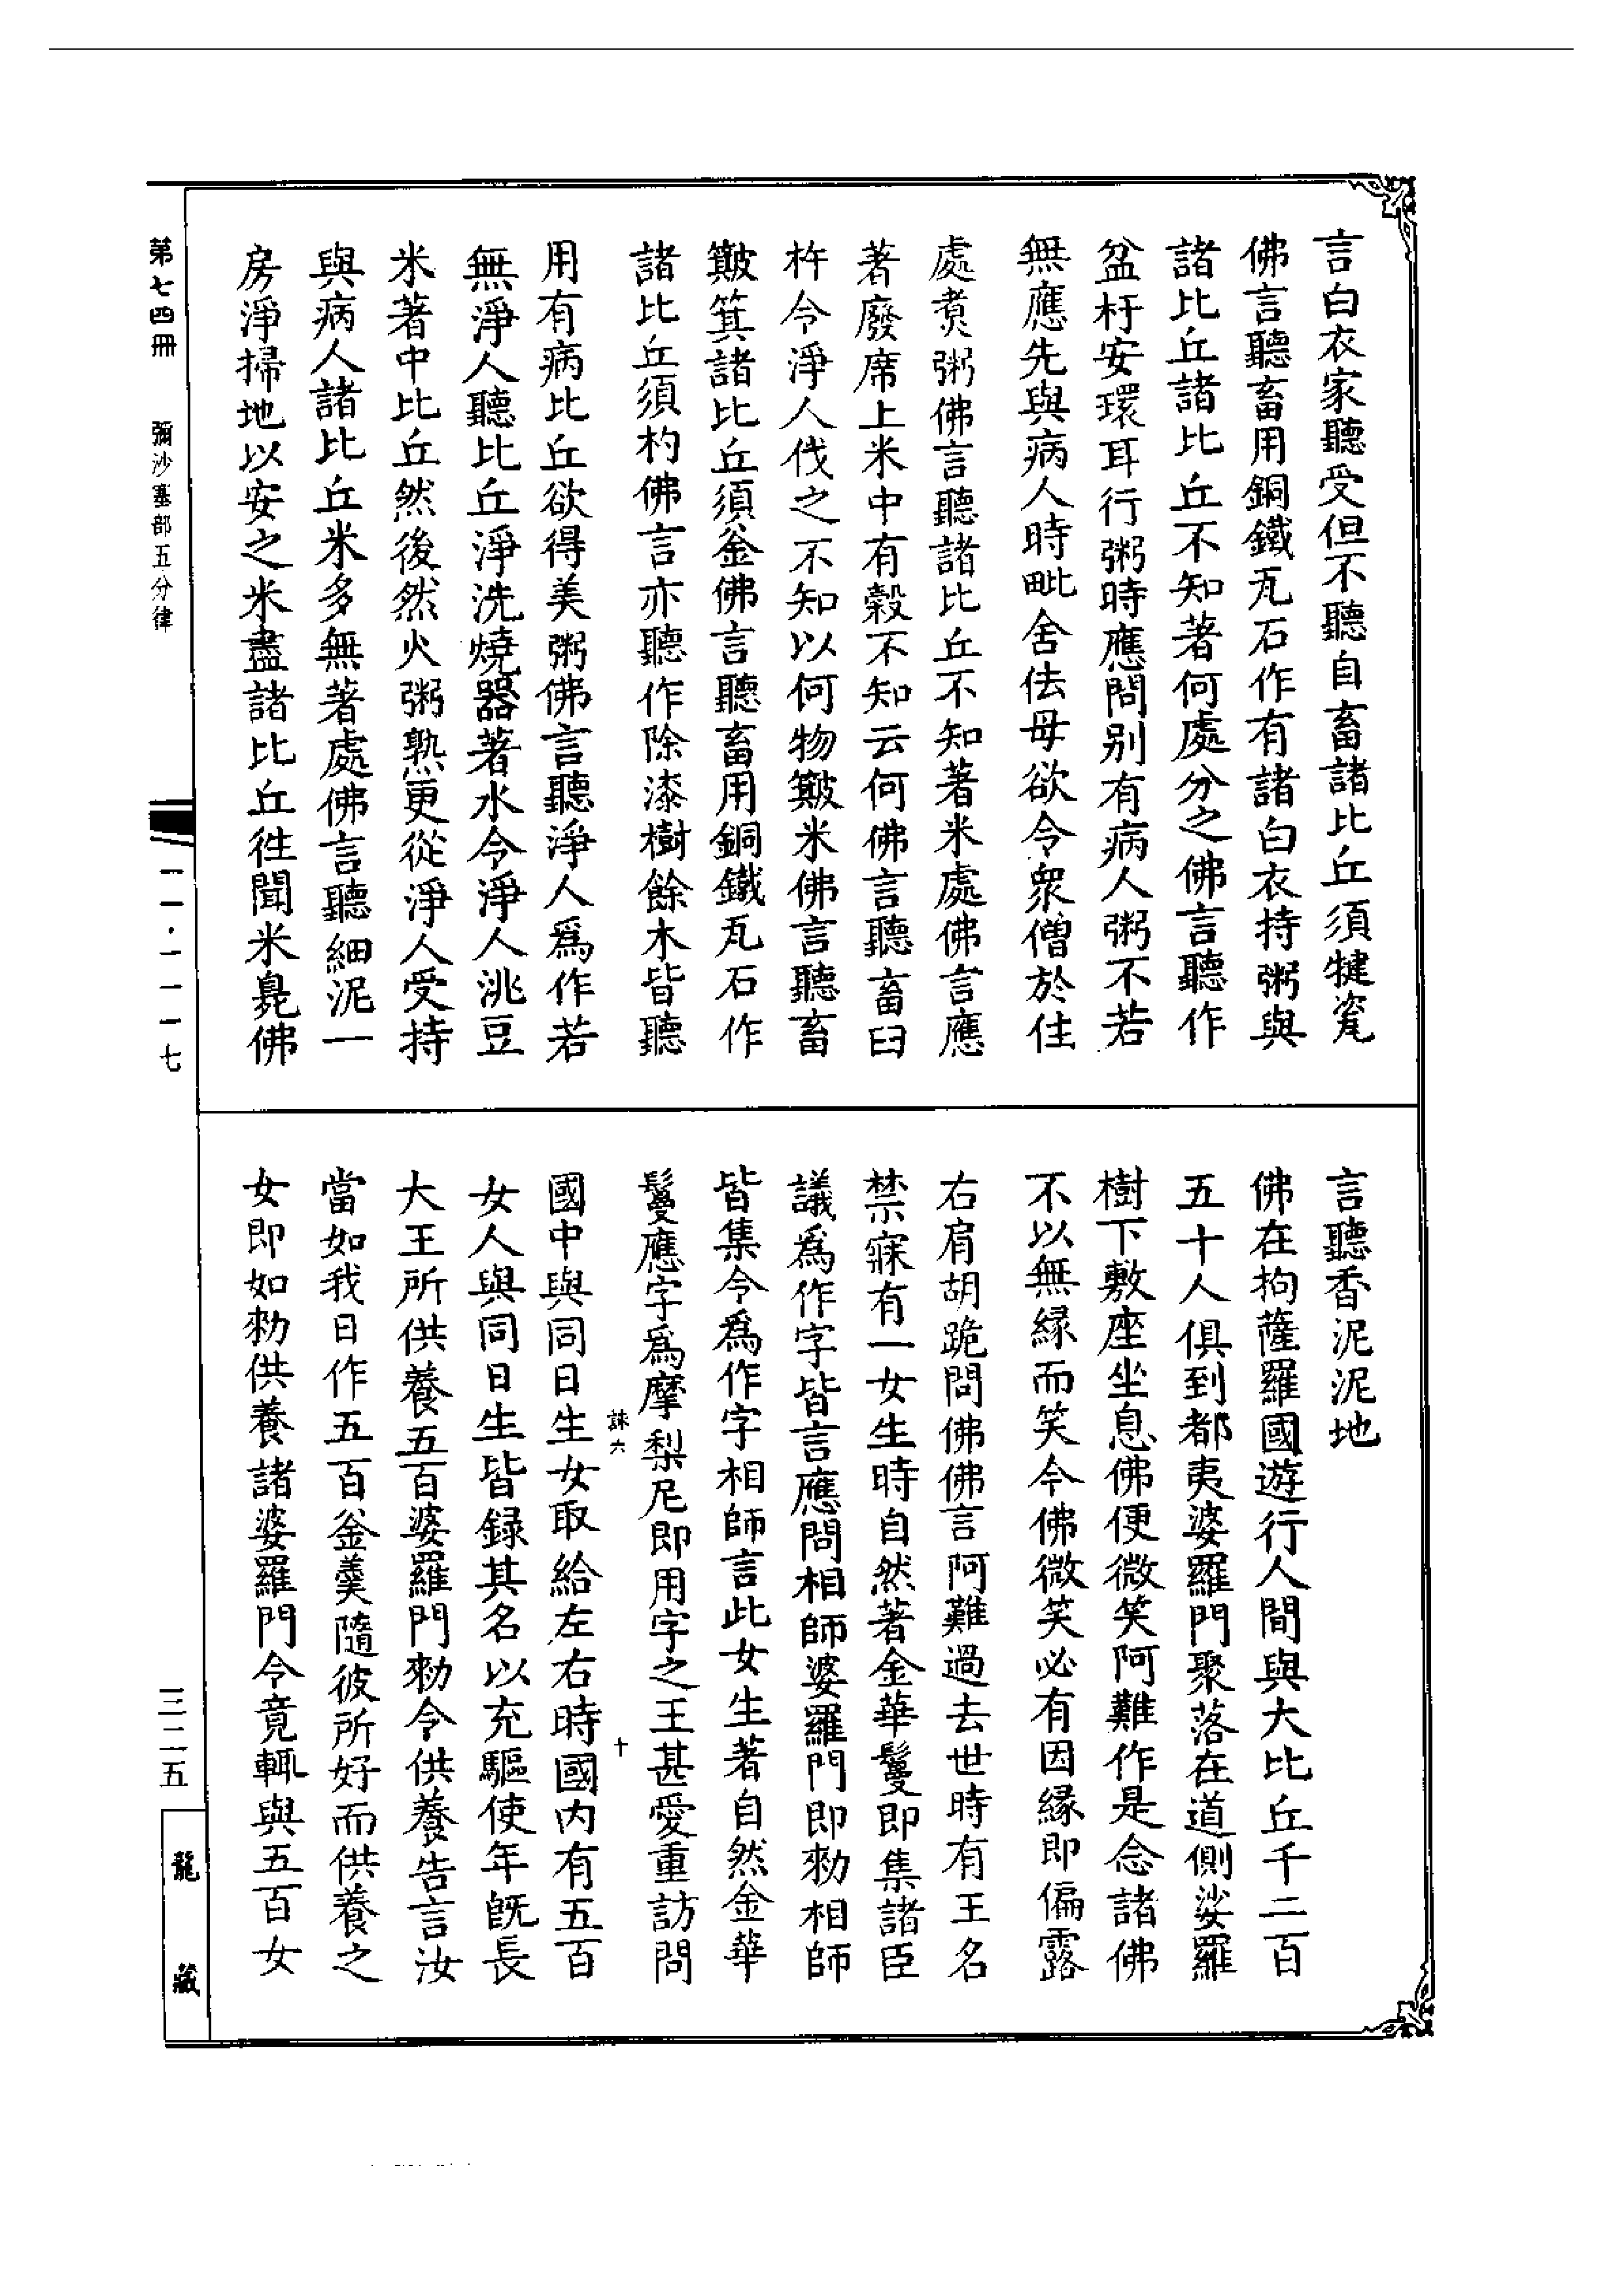 言白衣家聽受但不聽自畜諸比丘須犍瓷
佛言聽畜用銅鐵瓦石作有諸白衣持粥與
諸比丘諸比丘不知著何處分之佛言聽作
盆杅安環耳行粥時應問別有病人粥不若
無應先與病人時毗舍佉母欲令衆僧於住
處煑粥佛言聽諸比丘不知著米處佛言應
著廢席上米中有穀不知云何佛言聽畜臼
杵令淨人伐之不知以何物簸米佛言聽畜
簸箕諸比丘須釜佛言聽畜用銅鐵瓦石作
諸比丘須杓佛言亦聽作除漆樹餘木皆聽
用有病比丘欲得美粥佛言聽淨人爲作若
無淨人聽比丘淨洗燒器著水令淨人洮豆
米著中比丘然後然火粥熟更從淨人受持
與病人諸比丘米多無著處佛言聽細泥一
房淨掃地以安之米盡諸比丘徃聞米㚖佛
言聽香泥泥地
佛在拘薩羅國遊行人間與大比丘千二百
五十人俱到都夷婆羅門聚落在道側娑羅
樹下敷座坐息佛便微笑阿難作是念諸佛
不以無緣而笑今佛微笑必有因緣即偏露
右肩胡跪問佛佛言阿難過去世時有王名
禁寐有一女生時自然著金華鬘即集諸臣
議爲作字皆言應問相師婆羅門即勑相師
皆集令爲作字相師言此女生著自然金華
鬘應字爲摩梨尼即用字之王甚愛重訪問
誄六
十
國中與同日生女取給左右時國内有五百
女人與同日生皆録其名以充驅使年旣長
大王所供養五百婆羅門勑令供養告言汝
當如我日作五百釜羹隨彼所好而供養之
女即如勑供養諸婆羅門令竟輒與五百女
第七四冊
彌沙塞部五分律
一一·一一一七
三二五
龍藏